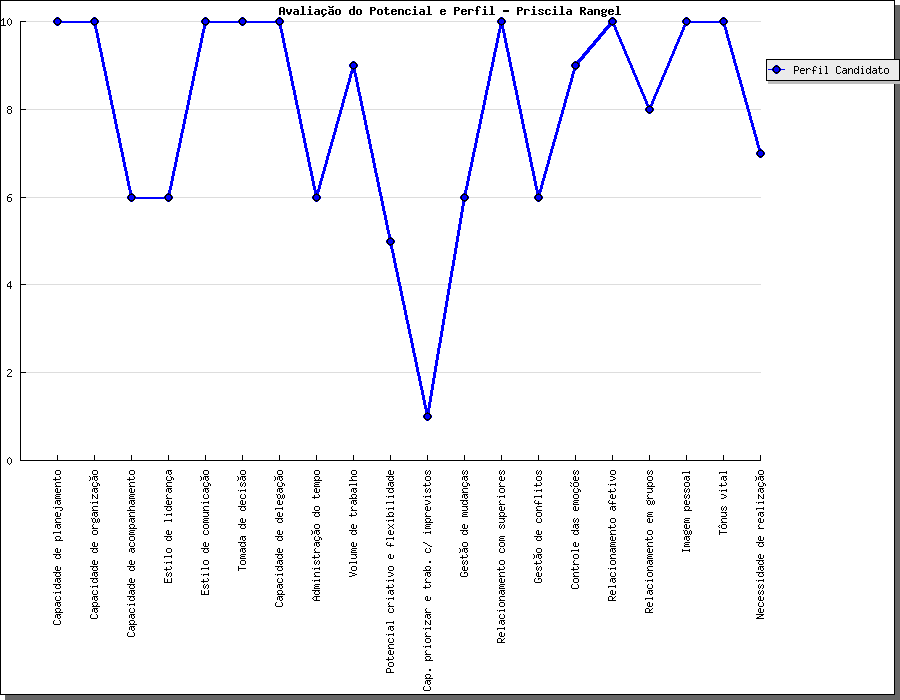 Avaliação do Potencial e Perfil - Priscila Rangel
10
8
6
4
2
0
Perfil Candidato
Capacidade de planejamento
Capacidade de organização
Capacidade de acompanhamento
Estilo de liderança
Estilo de comunicação
Tomada de decisão
Capacidade de delegação
Administração do tempo
Volume de trabalho
Potencial criativo e flexibilidade
Cap. priorizar e trab. c/ imprevistos
Gestão de mudanças
Relacionamento com superiores
Gestão de conflitos
Controle das emoções
Relacionamento afetivo
Relacionamento em grupos
Imagem pessoal
Tônus vital
Necessidade de realização